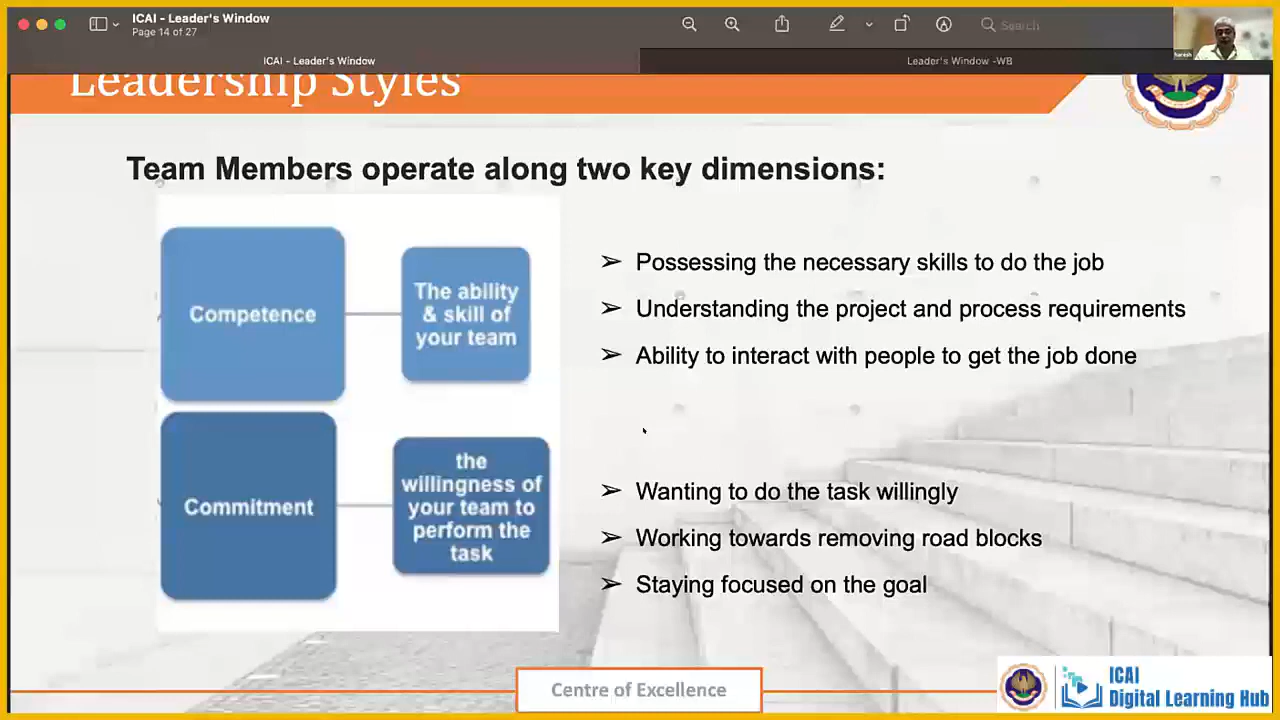 ICAI - Leader's Window
Page 14 of 27
Search
ICAI - Leader's Window
Leader's Window -WB
Leadership Styles
Team Members operate along two key dimensions:
Competence
The ability
& skill of
your team
➢ Possessing the necessary skills to do the job
➢ Understanding the project and process requirements
➢ Ability to interact with people to get the job done
Commitment
the
willingness of
your team to
perform the
task
➢ Wanting to do the task willingly
➢ Working towards removing road blocks
➢ Staying focused on the goal
Centre of Excellence
ICAI
Digital Learning Hub